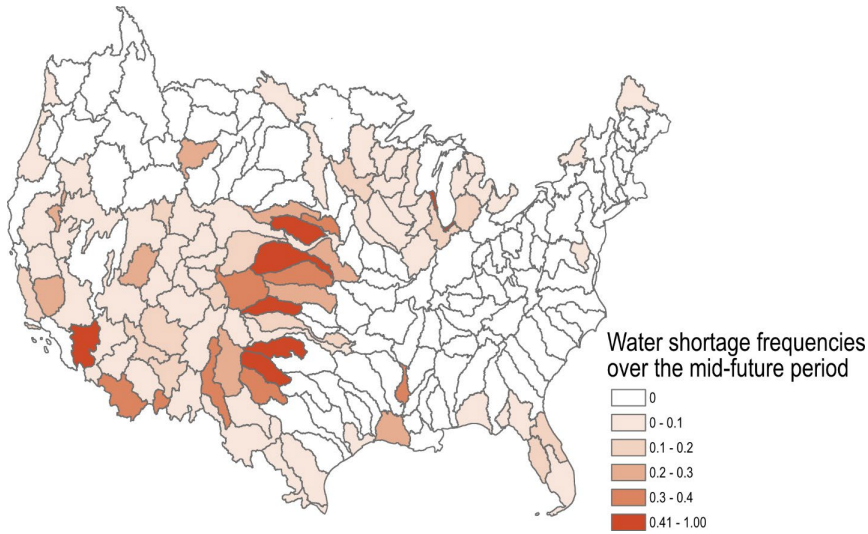 Water shortage frequencies
over the mid-future period
0
0 - 0.1
0.1 - 0.2
0.2 - 0.3
0.3 - 0.4
0.41 - 1.00